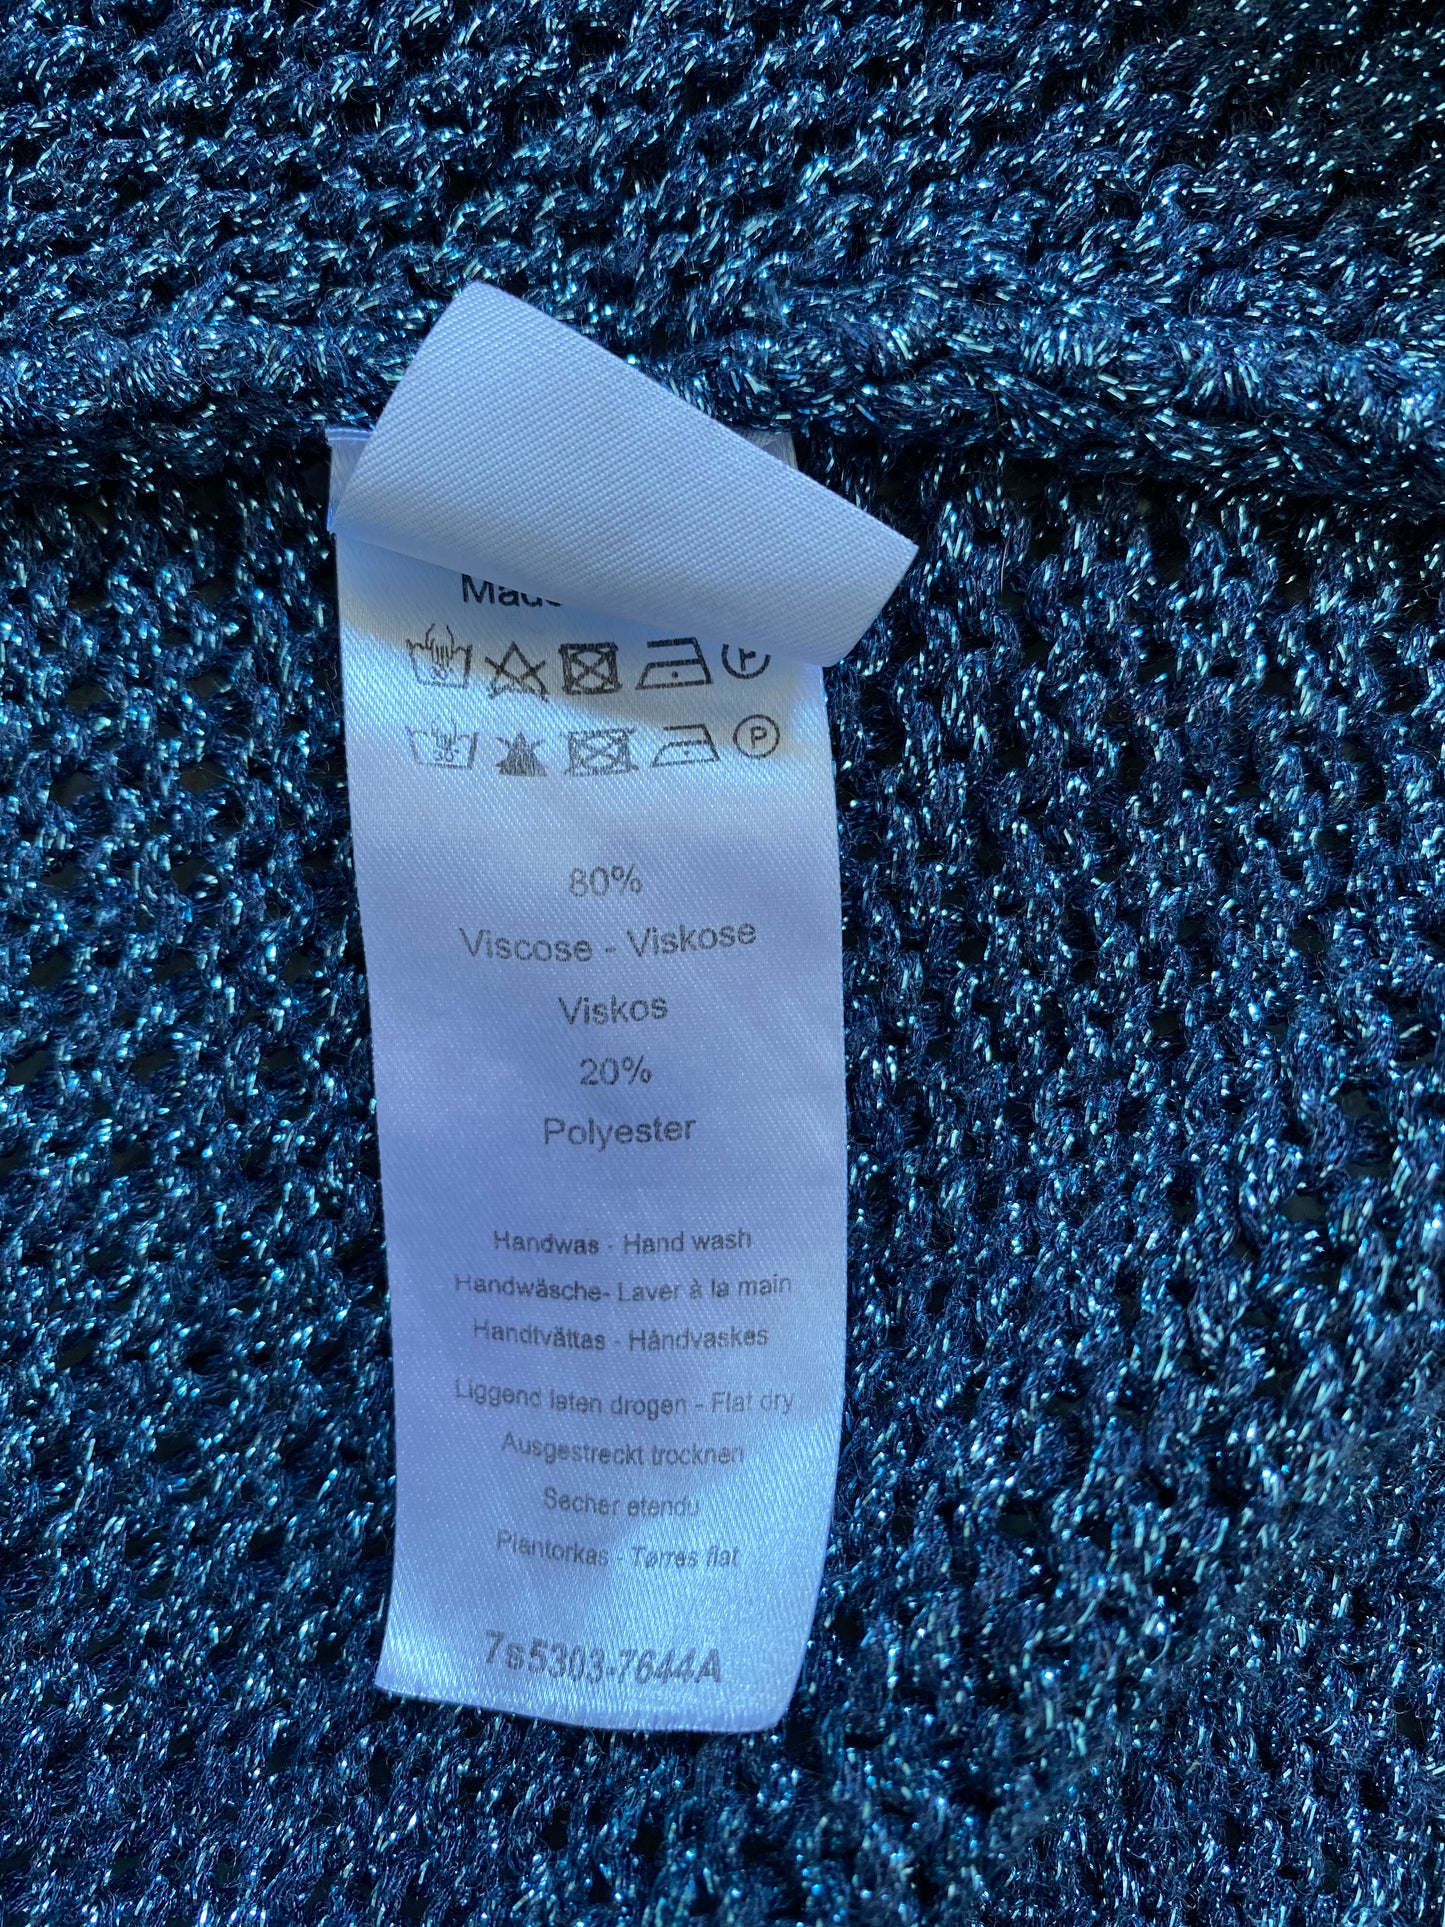 P
P
80%
Viscose - Viskose
Viskos
20%
Polyester
Handwas - Hand wash
Handwäsche- Laver à la main
Handtvättas - Håndvaskes
Liggend laten drogen - Flat dry
Ausgestreckt trocknen
Secher etendu
Plantorkas - Tørres flat
7s5303-7644A